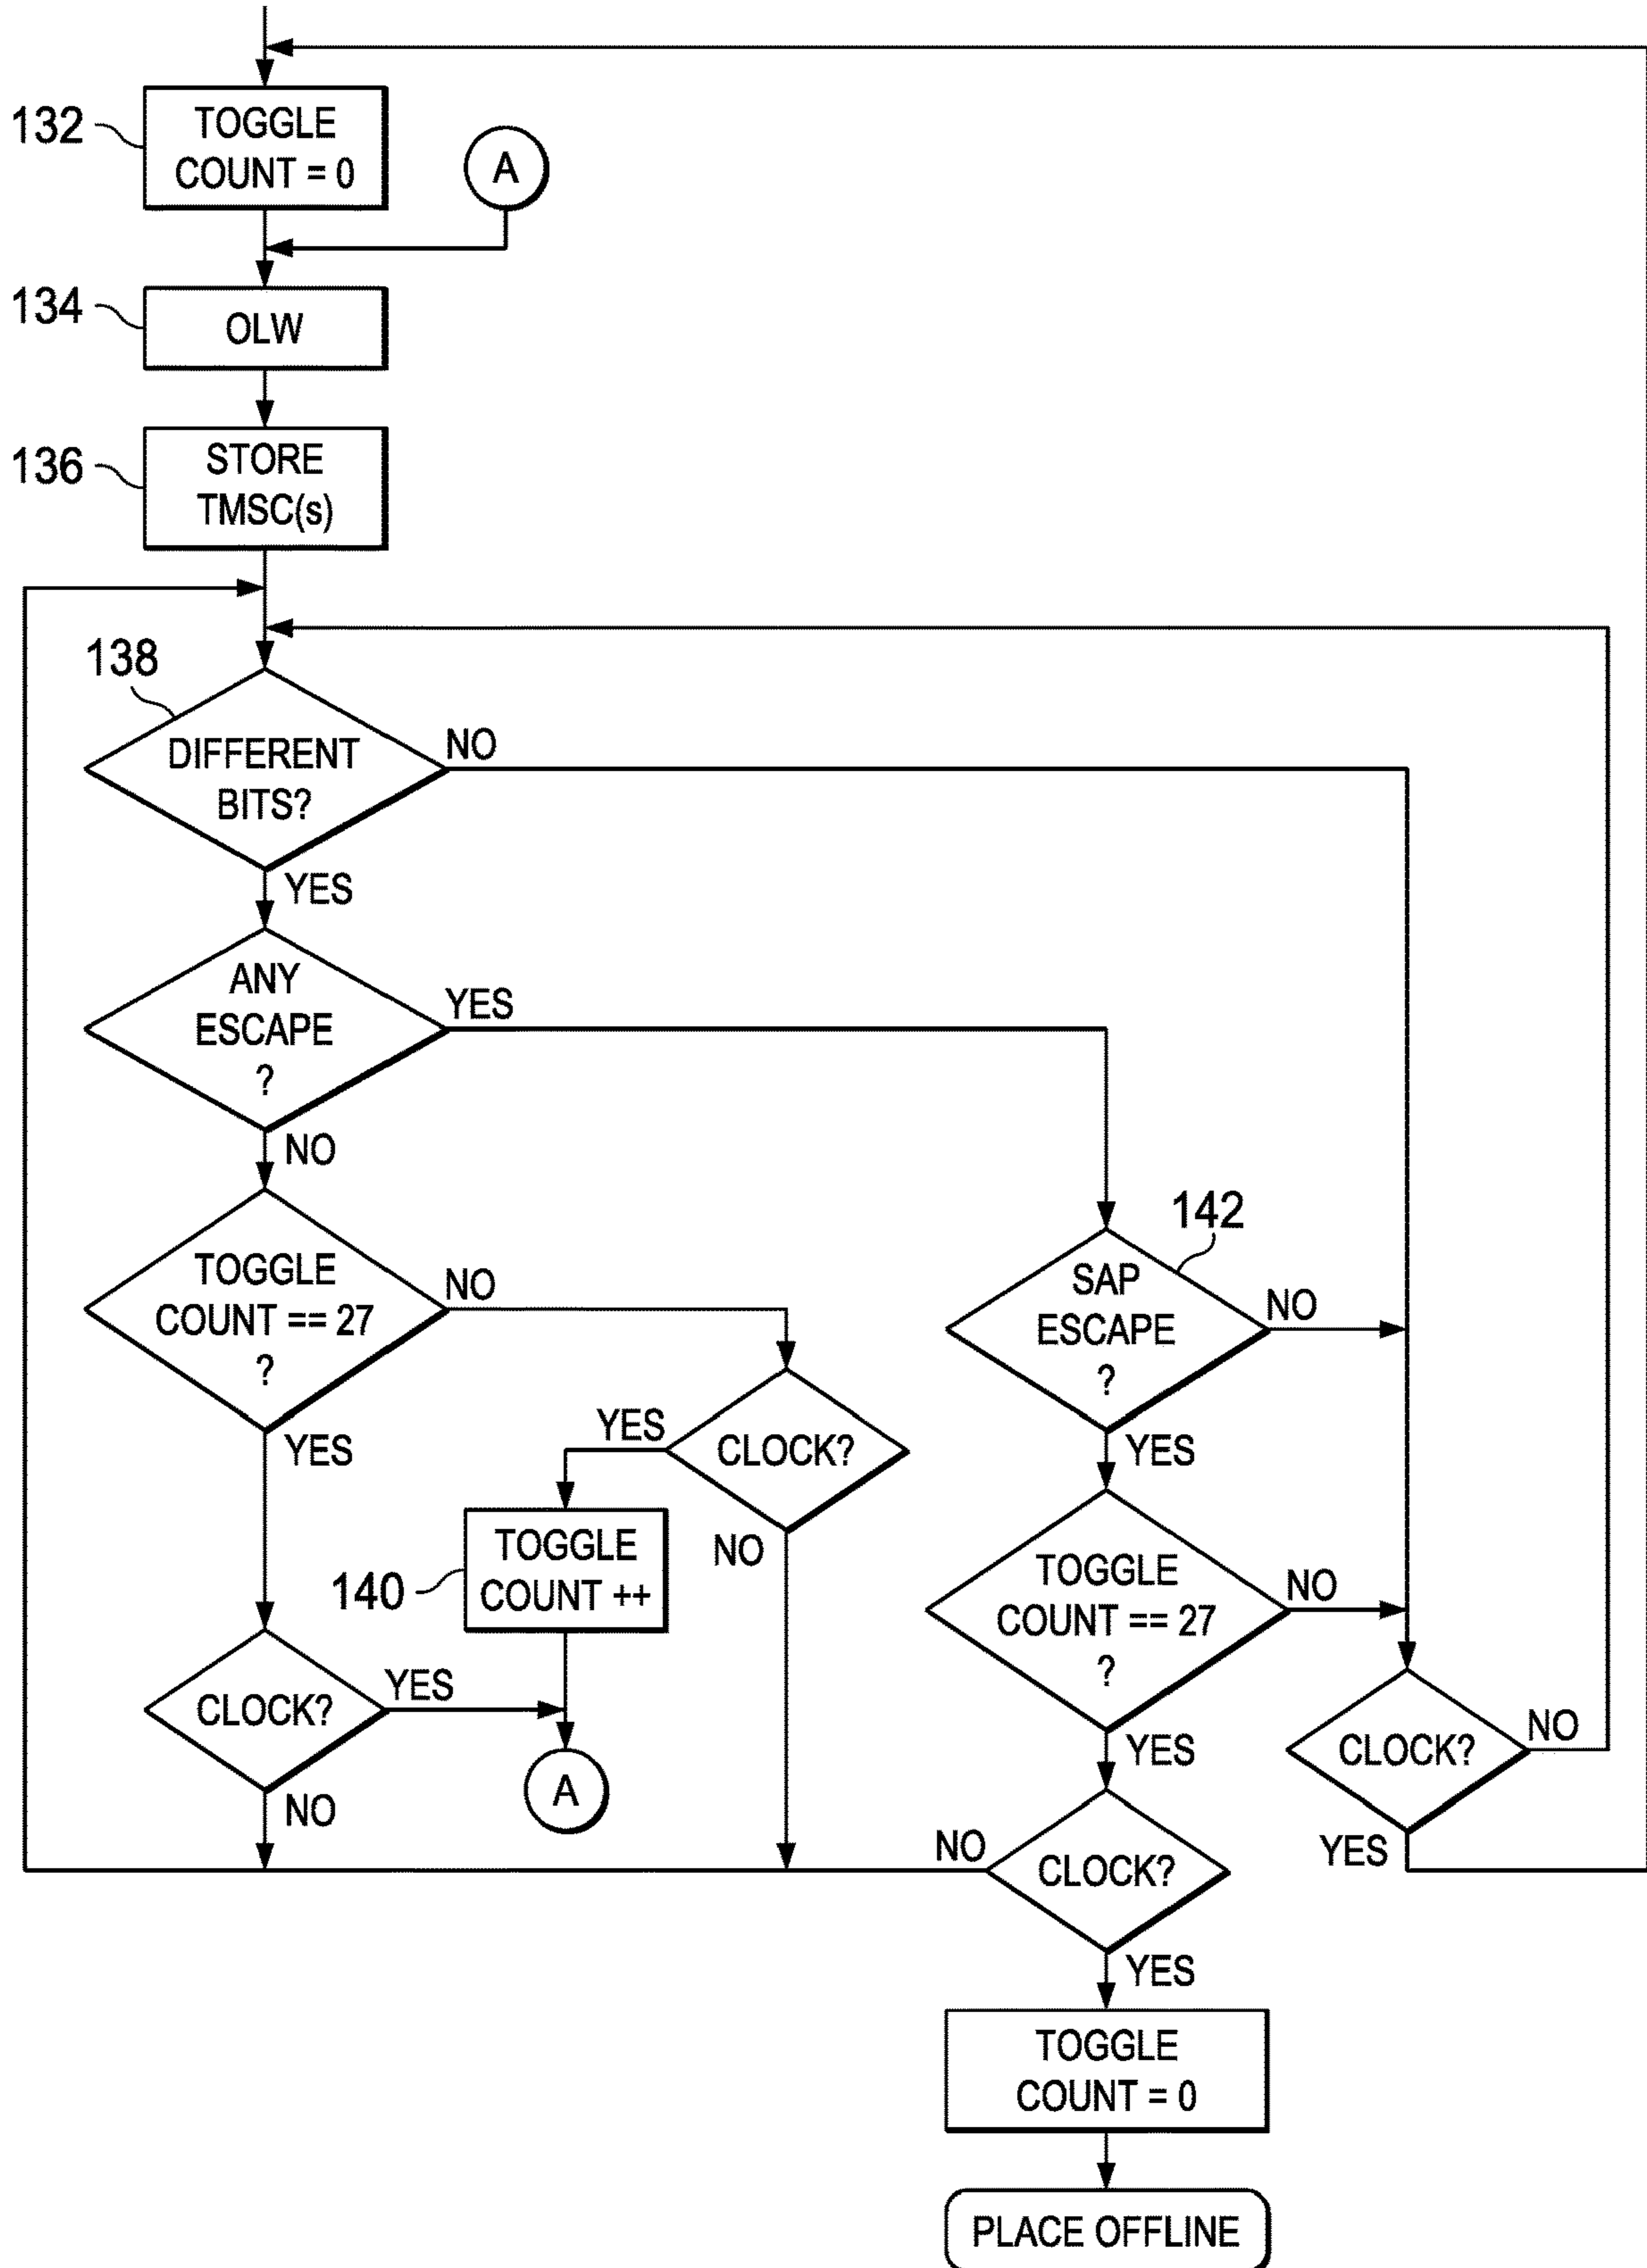 132
TOGGLE
COUNT = 0
A
134
OLW
136
STORE
TMSC(s)
138
DIFFERENT
BITS?
NO
YES
ANY
ESCAPE
?
YES
NO
TOGGLE
COUNT == 27
?
NO
YES
CLOCK?
YES
NO
140
TOGGLE
COUNT ++
CLOCK?
YES
NO
A
142
SAP
ESCAPE
?
NO
YES
TOGGLE
COUNT == 27
?
NO
YES
CLOCK?
NO
YES
CLOCK?
NO
YES
TOGGLE
COUNT = 0
PLACE OFFLINE